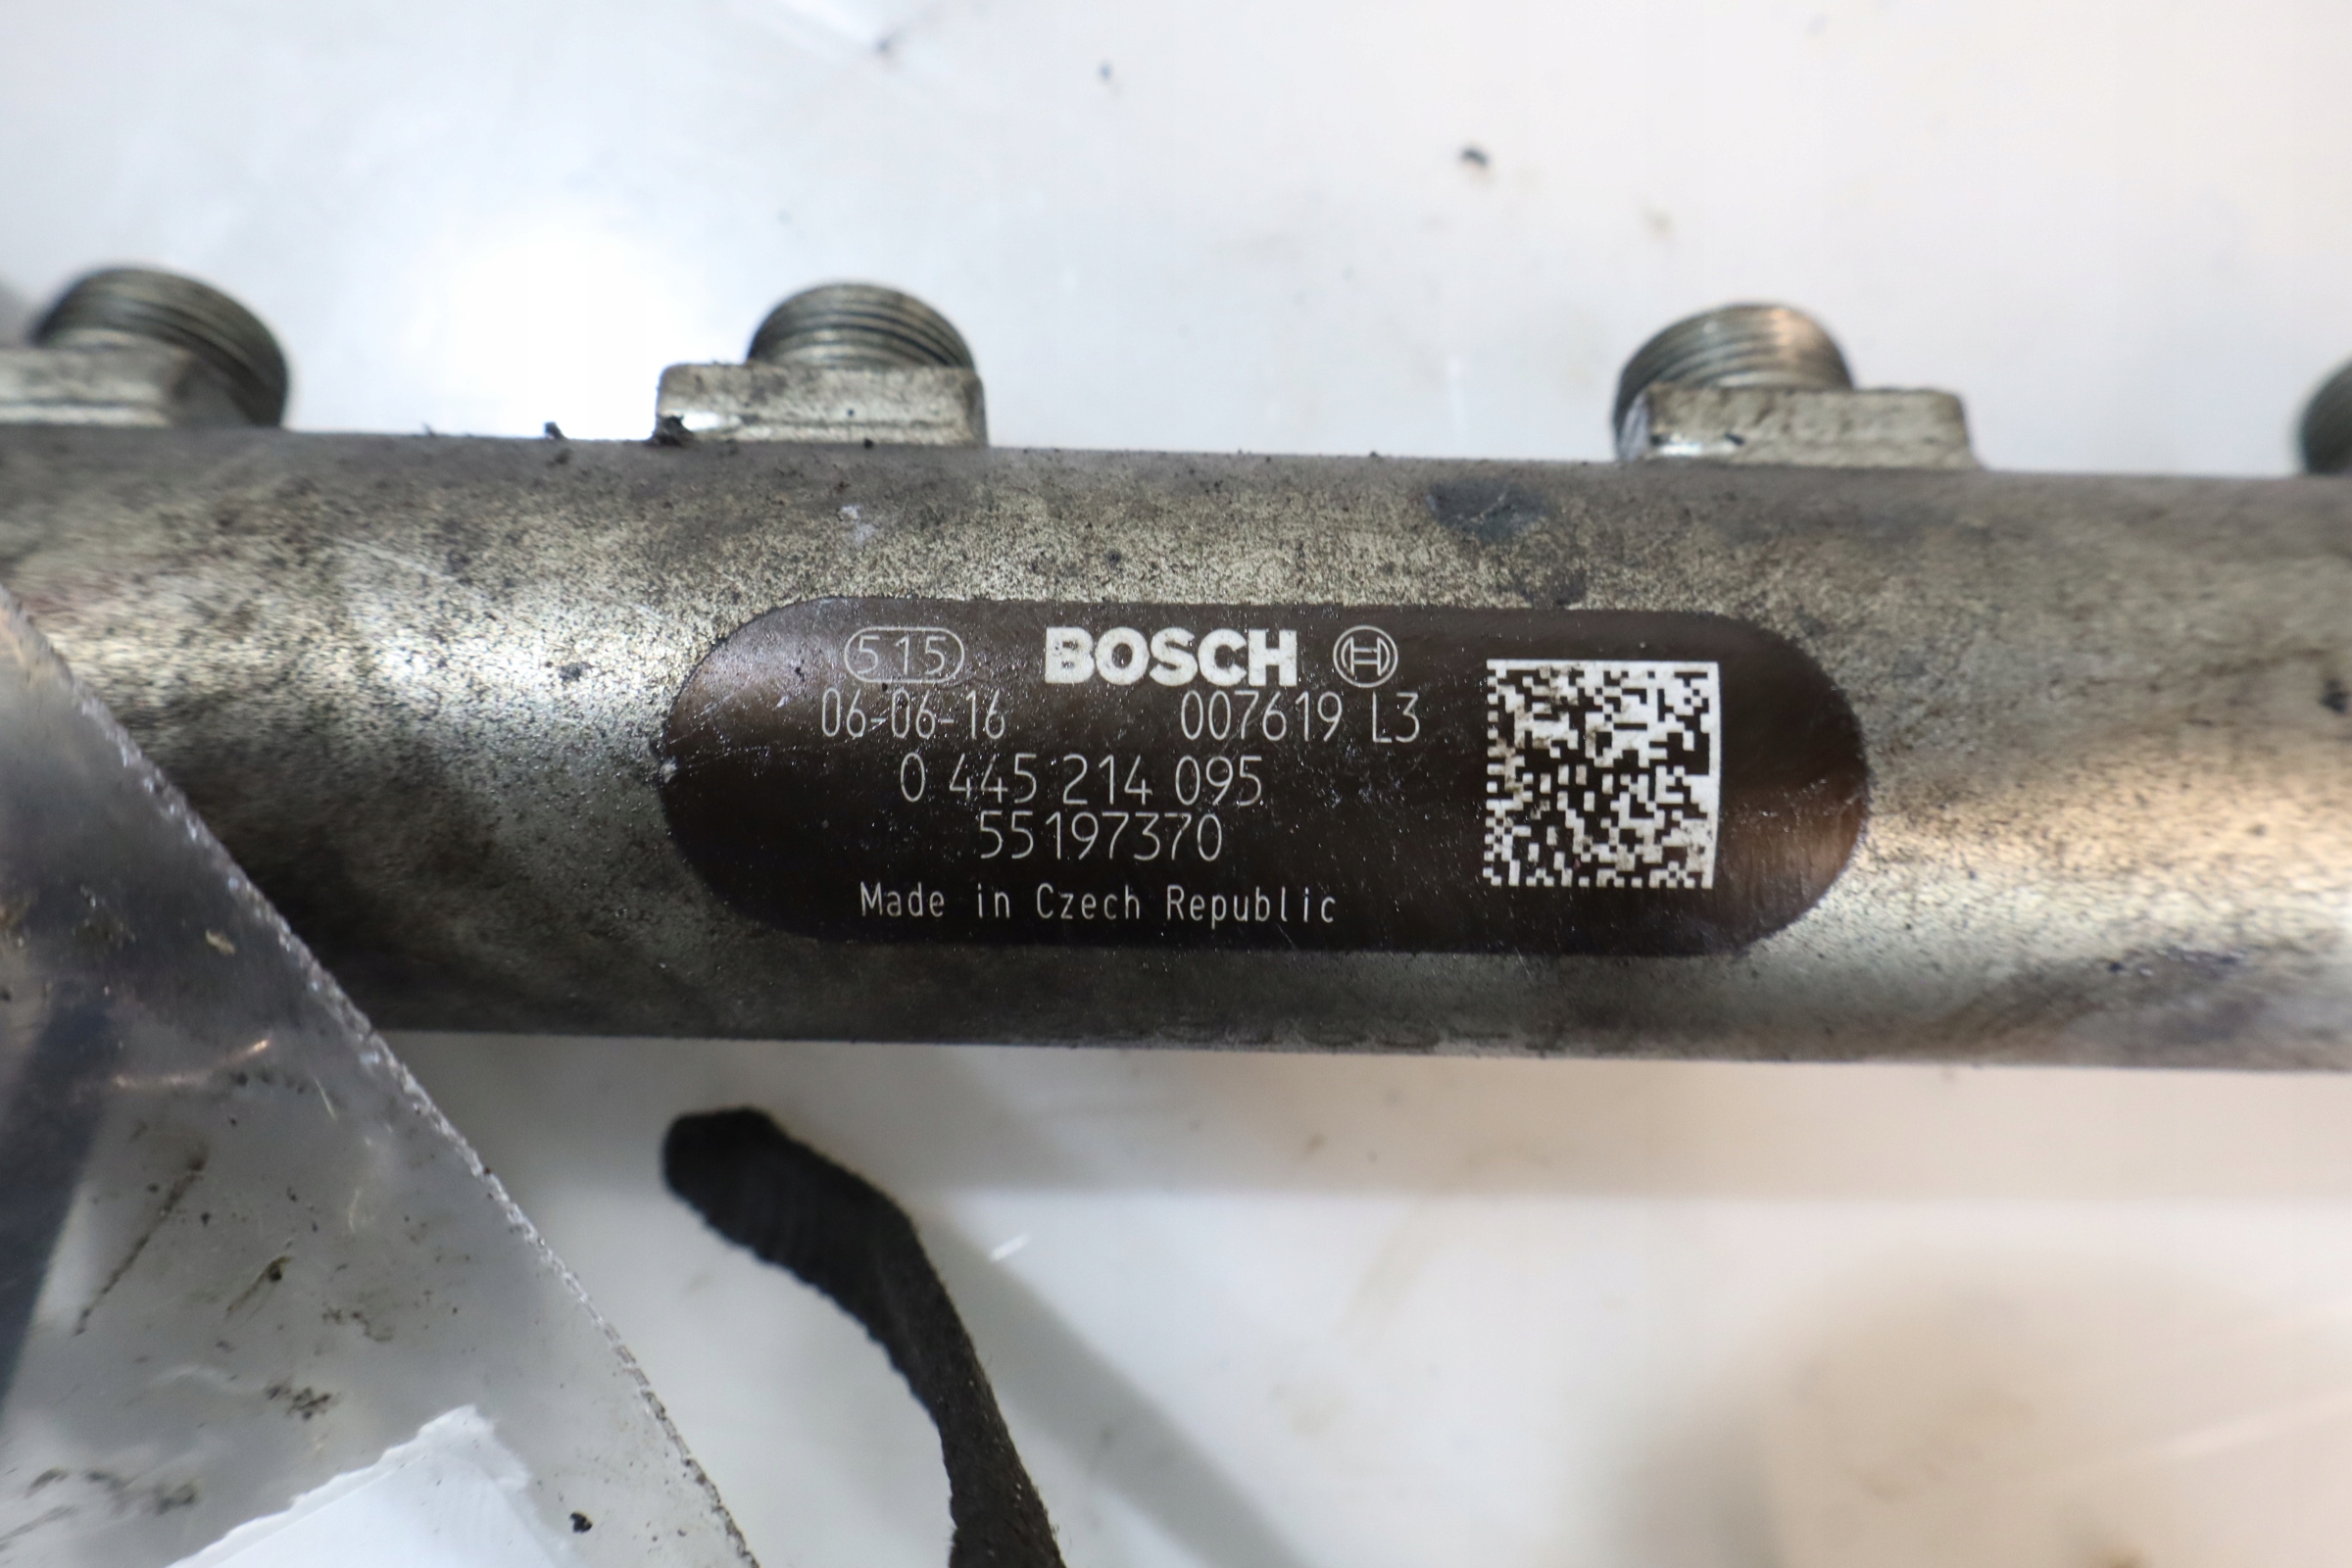 515 BOSCH
06-06-16 007619 L3
0 445 214 095
55197370
Made in Czech Republic